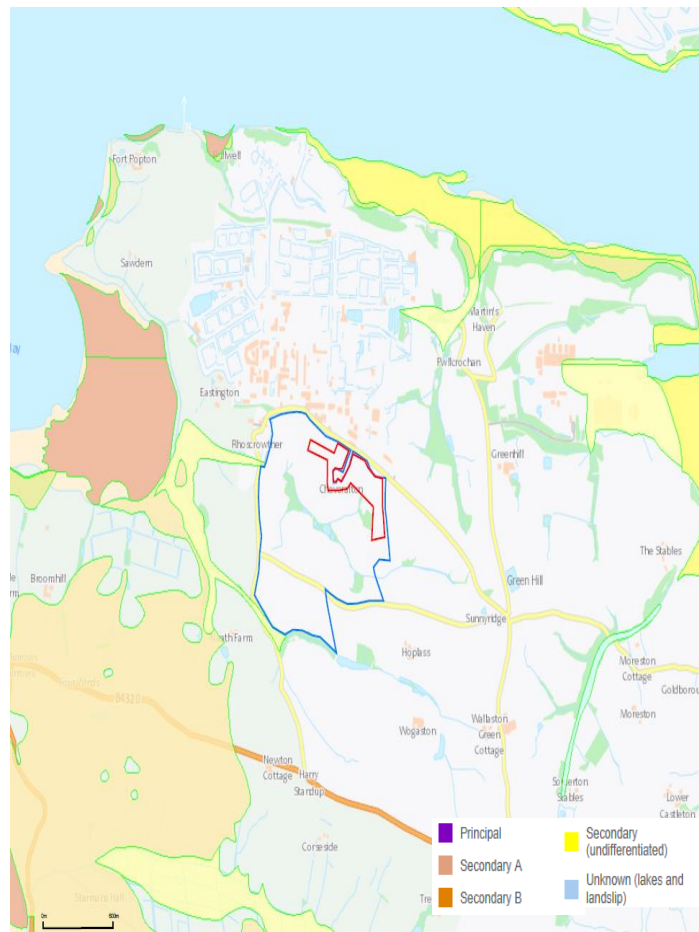 Fort Popton
Sawdern
Eastington
Rhoscrowther
Martin's
Haven
Pwllcrochan
Greenhill
The Stables
Green Hill
Sunnyridge
Broomhill
Hoplass
Moreston
Cottage
Moreston
Wogaston
Wallaston
Green
Cottage
B4320
Newton
Cottage
Harry
Standup
Stables
Lower
Castleton
Corseside
Principal
Secondary A
Secondary B
Secondary
(undifferentiated)
Unknown (lakes and
landslip)
0m